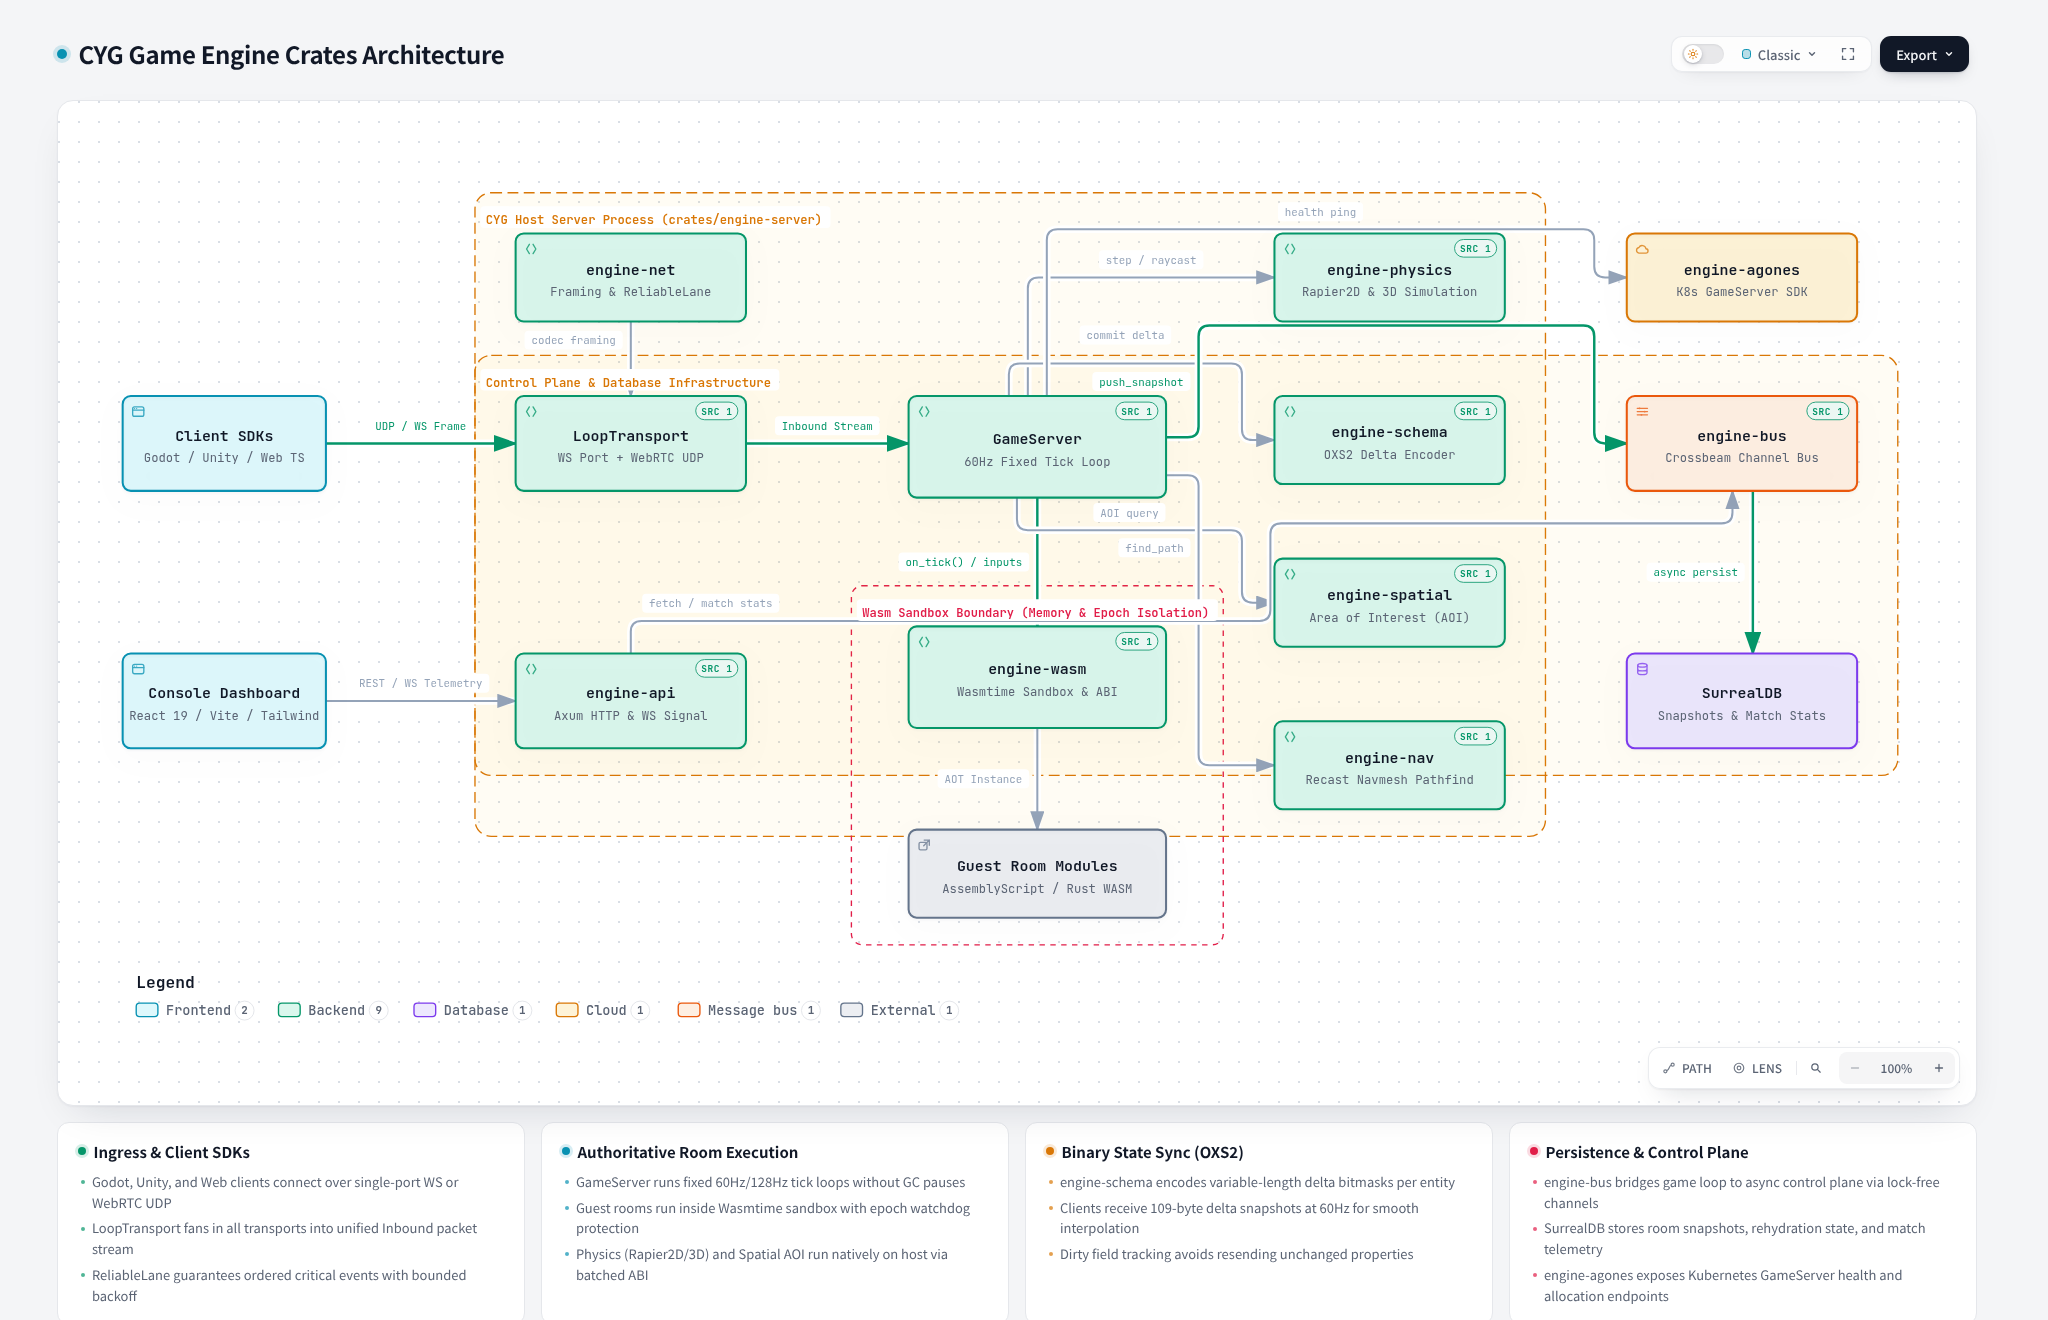 CYG Game Engine Crates Architecture
Classic
Export
CYG Host Server Process (crates/engine-server)
health ping
engine-net
Framing & ReliableLane
step / raycast
SRC 1
engine-physics
Rapier2D & 3D Simulation
engine-agones
K8s GameServer SDK
codec framing
commit delta
Control Plane & Database Infrastructure
push_snapshot
Client SDKs
Godot / Unity / Web TS
UDP / WS Frame
SRC 1
LoopTransport
WS Port + WebRTC UDP
Inbound Stream
SRC 1
GameServer
60Hz Fixed Tick Loop
SRC 1
engine-schema
OXS2 Delta Encoder
SRC 1
engine-bus
Crossbeam Channel Bus
AOI query
find_path
on_tick() / inputs
async persist
SRC 1
engine-spatial
Area of Interest (AOI)
fetch / match stats
Wasm Sandbox Boundary (Memory & Epoch Isolation)
Console Dashboard
React 19 / Vite / Tailwind
REST / WS Telemetry
SRC 1
engine-api
Axum HTTP & WS Signal
SRC 1
engine-wasm
Wasmtime Sandbox & ABI
SurrealDB
Snapshots & Match Stats
SRC 1
engine-nav
Recast Navmesh Pathfind
AOT Instance
Guest Room Modules
AssemblyScript / Rust WASM
Legend
Frontend 2
Backend 9
Database 1
Cloud 1
Message bus 1
External 1
PATH
LENS
− 100% +
Ingress & Client SDKs
• Godot, Unity, and Web clients connect over single-port WS or
WebRTC UDP
• LoopTransport fans in all transports into unified Inbound packet
stream
• ReliableLane guarantees ordered critical events with bounded
backoff
Authoritative Room Execution
• GameServer runs fixed 60Hz/128Hz tick loops without GC pauses
• Guest rooms run inside Wasmtime sandbox with epoch watchdog
protection
• Physics (Rapier2D/3D) and Spatial AOI run natively on host via
batched ABI
Binary State Sync (OXS2)
• engine-schema encodes variable-length delta bitmasks per entity
• Clients receive 109-byte delta snapshots at 60Hz for smooth
interpolation
• Dirty field tracking avoids resending unchanged properties
Persistence & Control Plane
• engine-bus bridges game loop to async control plane via lock-free
channels
• SurrealDB stores room snapshots, rehydration state, and match
telemetry
• engine-agones exposes Kubernetes GameServer health and
allocation endpoints